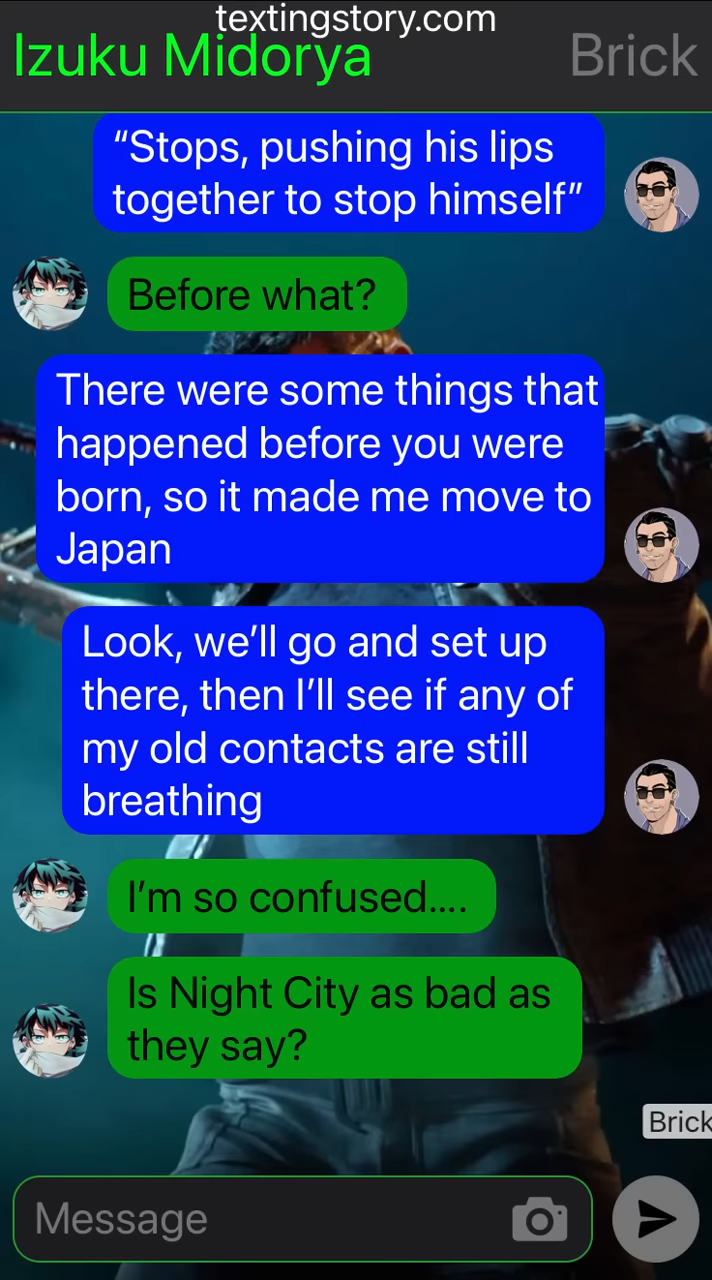 textingstory.com
Izuku Midorya
Brick
“Stops, pushing his lips
together to stop himself”
Before what?
There were some things that
happened before you were
born, so it made me move to
Japan
Look, we’ll go and set up
there, then I’ll see if any of
my old contacts are still
breathing
I’m so confused....
Is Night City as bad as
they say?
Brick
Message